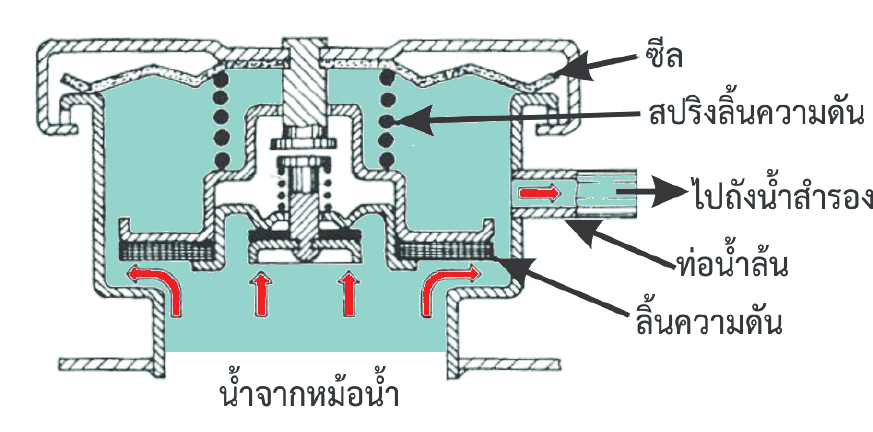 ซีล
สปริงลิ้นความดัน
ไปถังน้ำสำรอง
ท่อน้ำล้น
ลิ้นความดัน
น้ำจากหม้อน้ำ